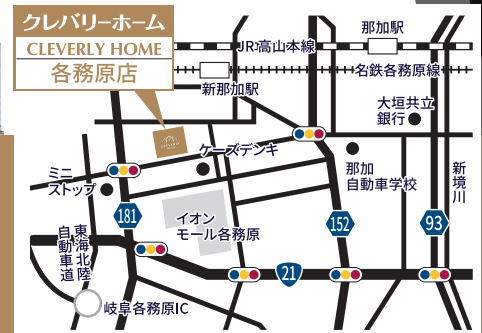 クレバリーホーム
CLEVERLY HOME
各務原店
那加駅
JR高山本線
名鉄各務原線
新那加駅
大垣共立
銀行
ケーズデンキ
CLEVERLY
ミニ
ストップ
那加
自動車学校
新境川
181
イオン
モール各務原
152
93
東海北陸
自動車道
21
岐阜各務原IC